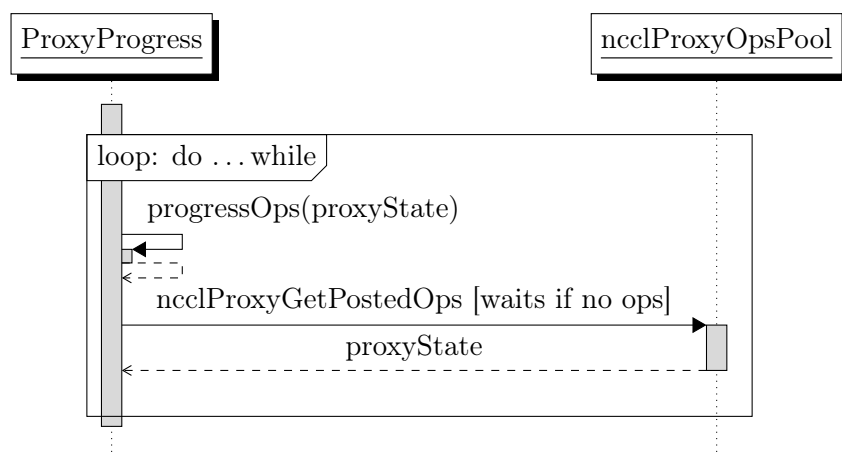 ProxyProgress
ncclProxyOpsPool
loop: do ...while
progressOps(proxyState)
ncclProxyGetPostedOps [waits if no ops]
proxyState